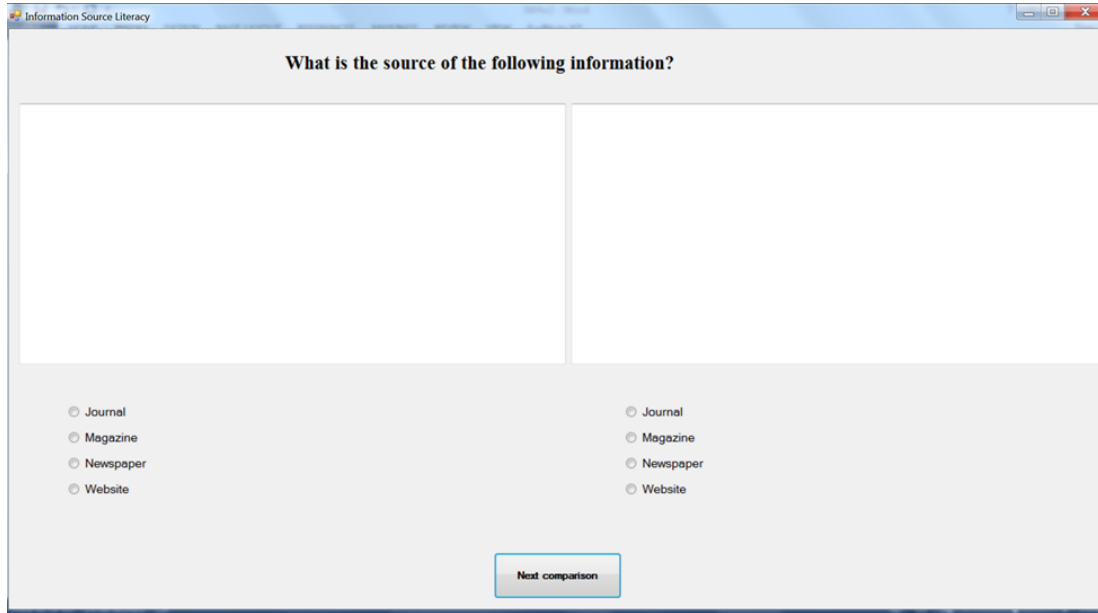 Information Source Literacy
What is the source of the following information?
Journal
Magazine
Newspaper
Website
Journal
Magazine
Newspaper
Website
Next comparison